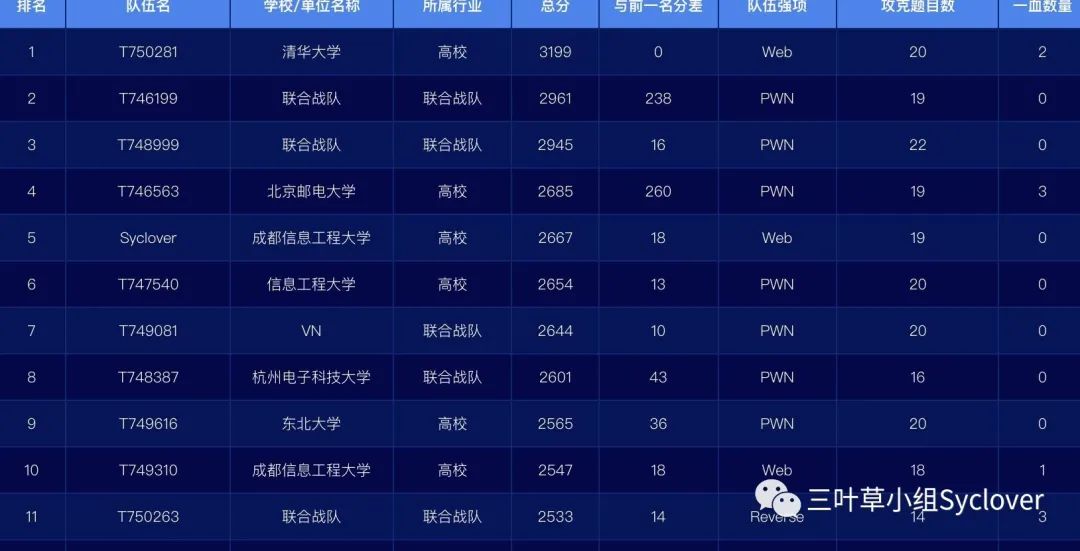 排名 队伍名 学校/单位名称 所属行业 总分 与前一名分差 队伍强项 攻克题目数 一血数量
1 T750281 清华大学 高校 3199 0 Web 20 2
2 T746199 联合战队 联合战队 2961 238 PWN 19 0
3 T748999 联合战队 联合战队 2945 16 PWN 22 0
4 T746563 北京邮电大学 高校 2685 260 PWN 19 3
5 Syclover 成都信息工程大学 高校 2667 18 Web 19 0
6 T747540 信息工程大学 高校 2654 13 PWN 20 0
7 T749081 VN 联合战队 2644 10 PWN 20 0
8 T748387 杭州电子科技大学 联合战队 2601 43 PWN 16 0
9 T749616 东北大学 高校 2565 36 PWN 20 0
10 T749310 成都信息工程大学 高校 2547 18 Web 18 1
11 T750263 联合战队 联合战队 2533 14 Reverse 14 3
三叶草小组Syclover